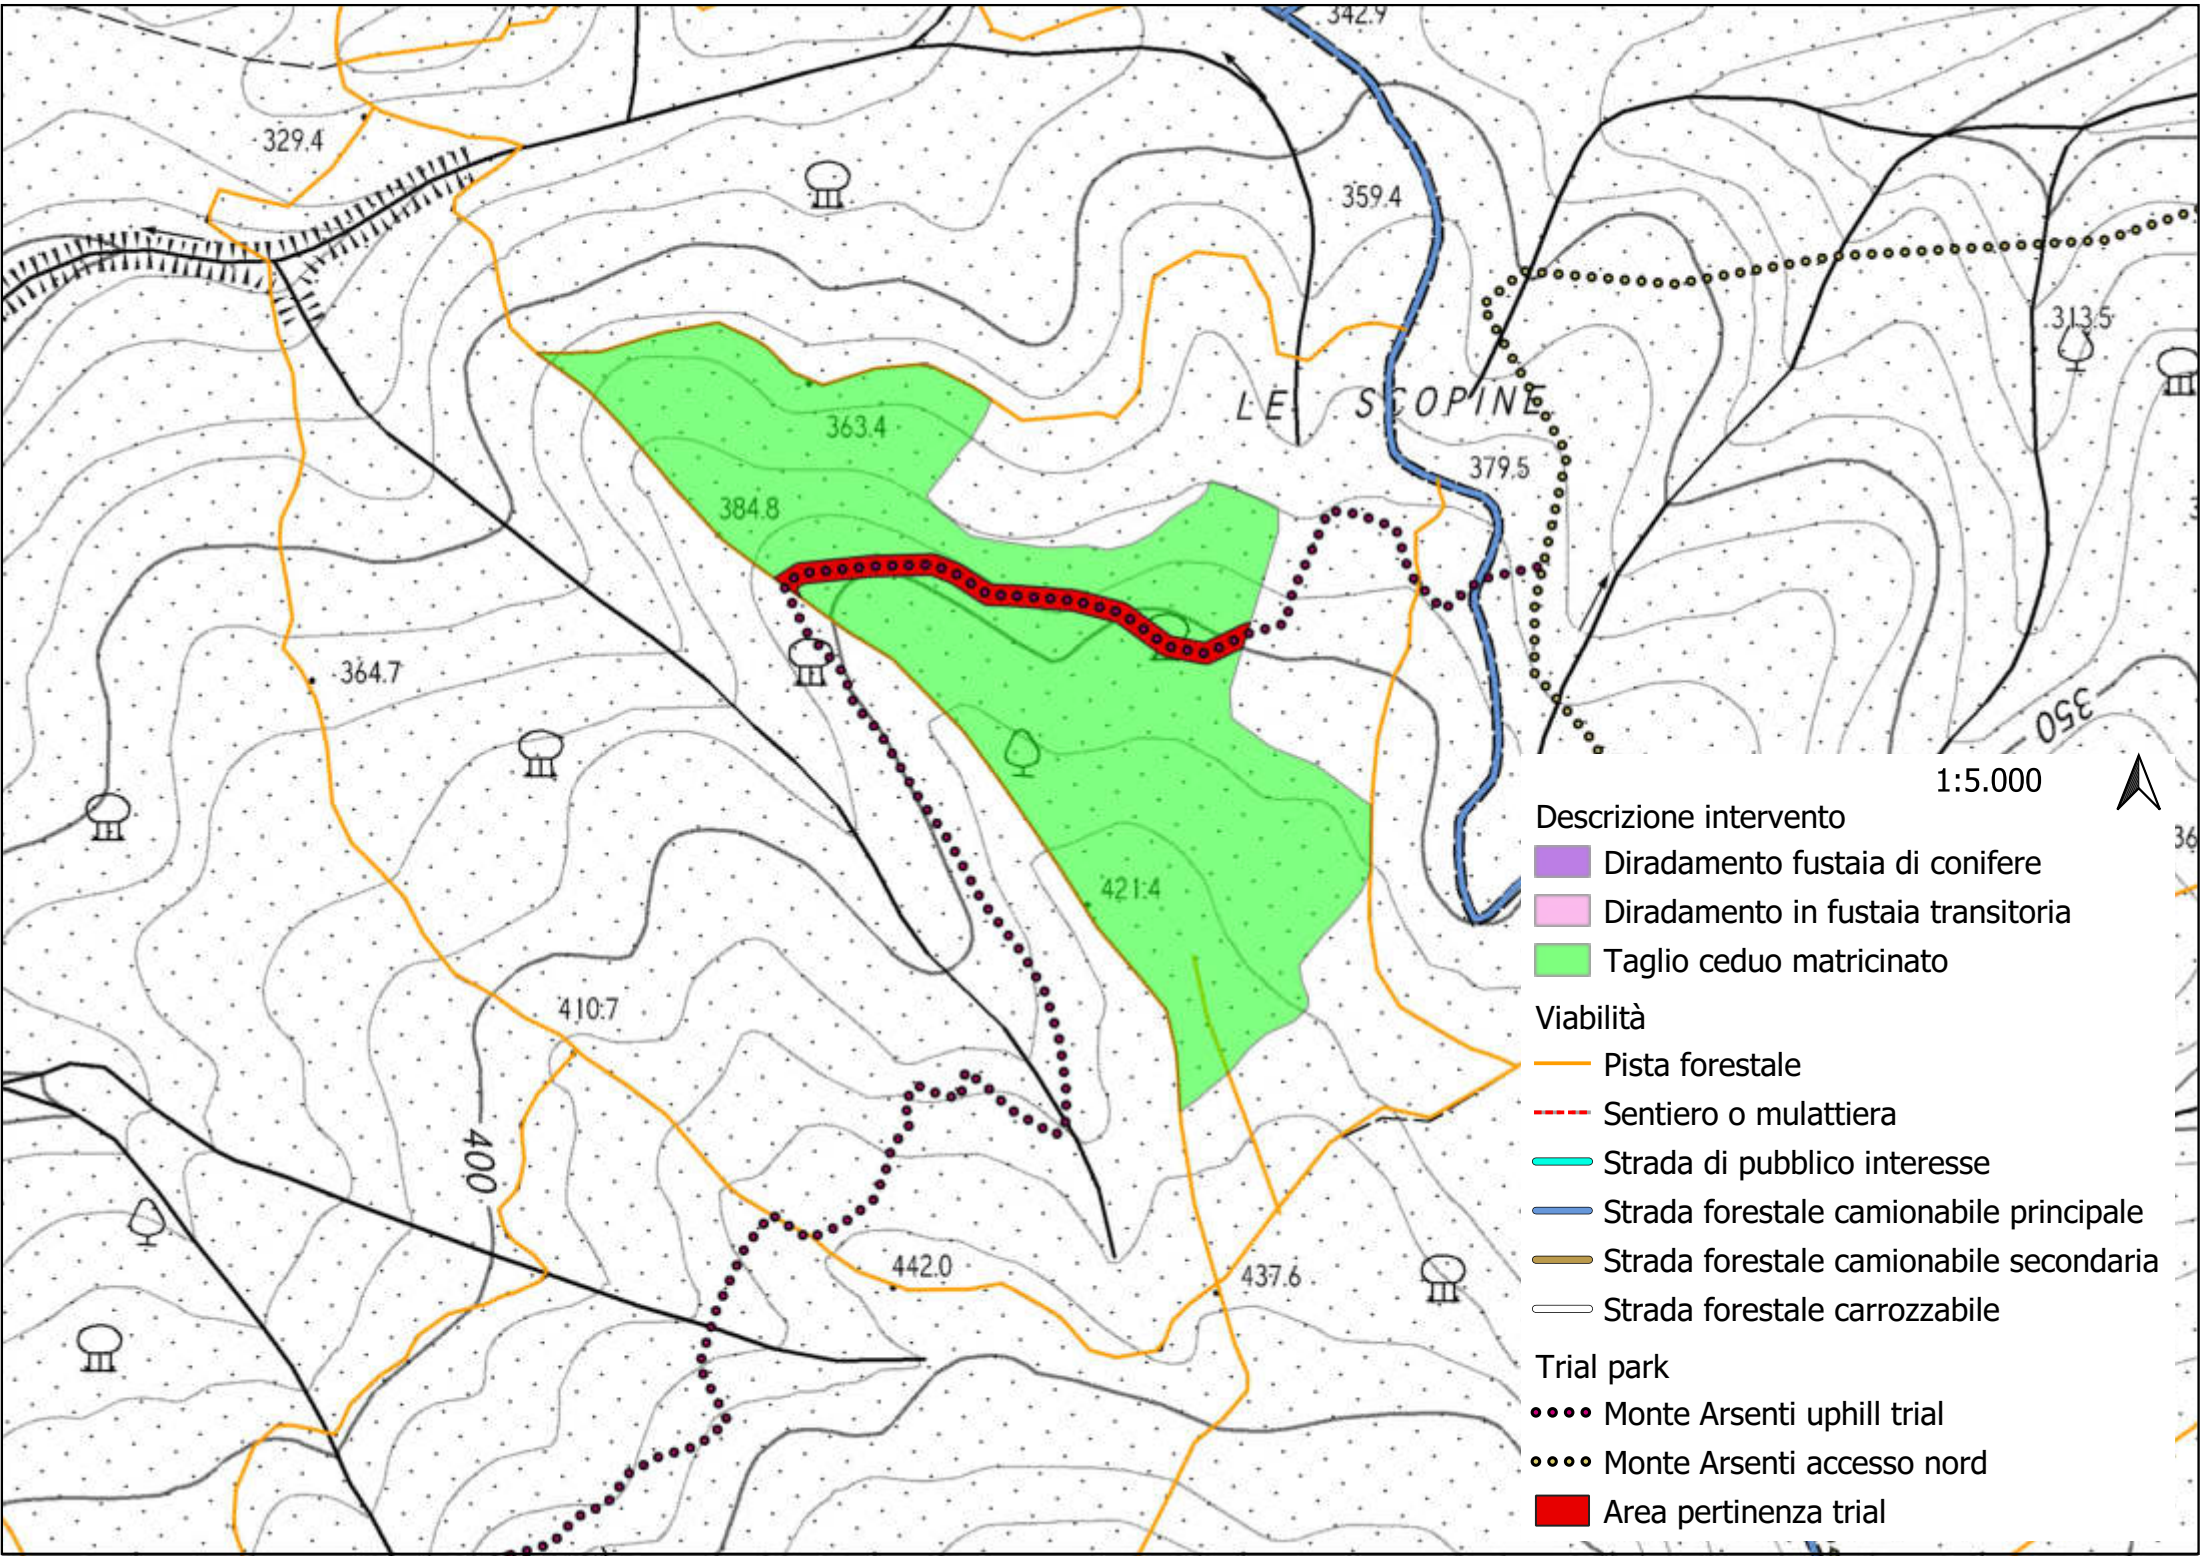 342.9
329.4
359.4
313.5
LE SCOPINE
363.4
379.5
384.8
364.7
350
1:5.000
Descrizione intervento
Diradamento fustaia di conifere
Diradamento in fustaia transitoria
Taglio ceduo matricinato
421.4
410.7
Viabilità
Pista forestale
Sentiero o mulattiera
Strada di pubblico interesse
400
Strada forestale camionabile principale
Strada forestale camionabile secondaria
442.0
437.6
Strada forestale carrozzabile
Trial park
Monte Arsenti uphill trial
Monte Arsenti accesso nord
Area pertinenza trial